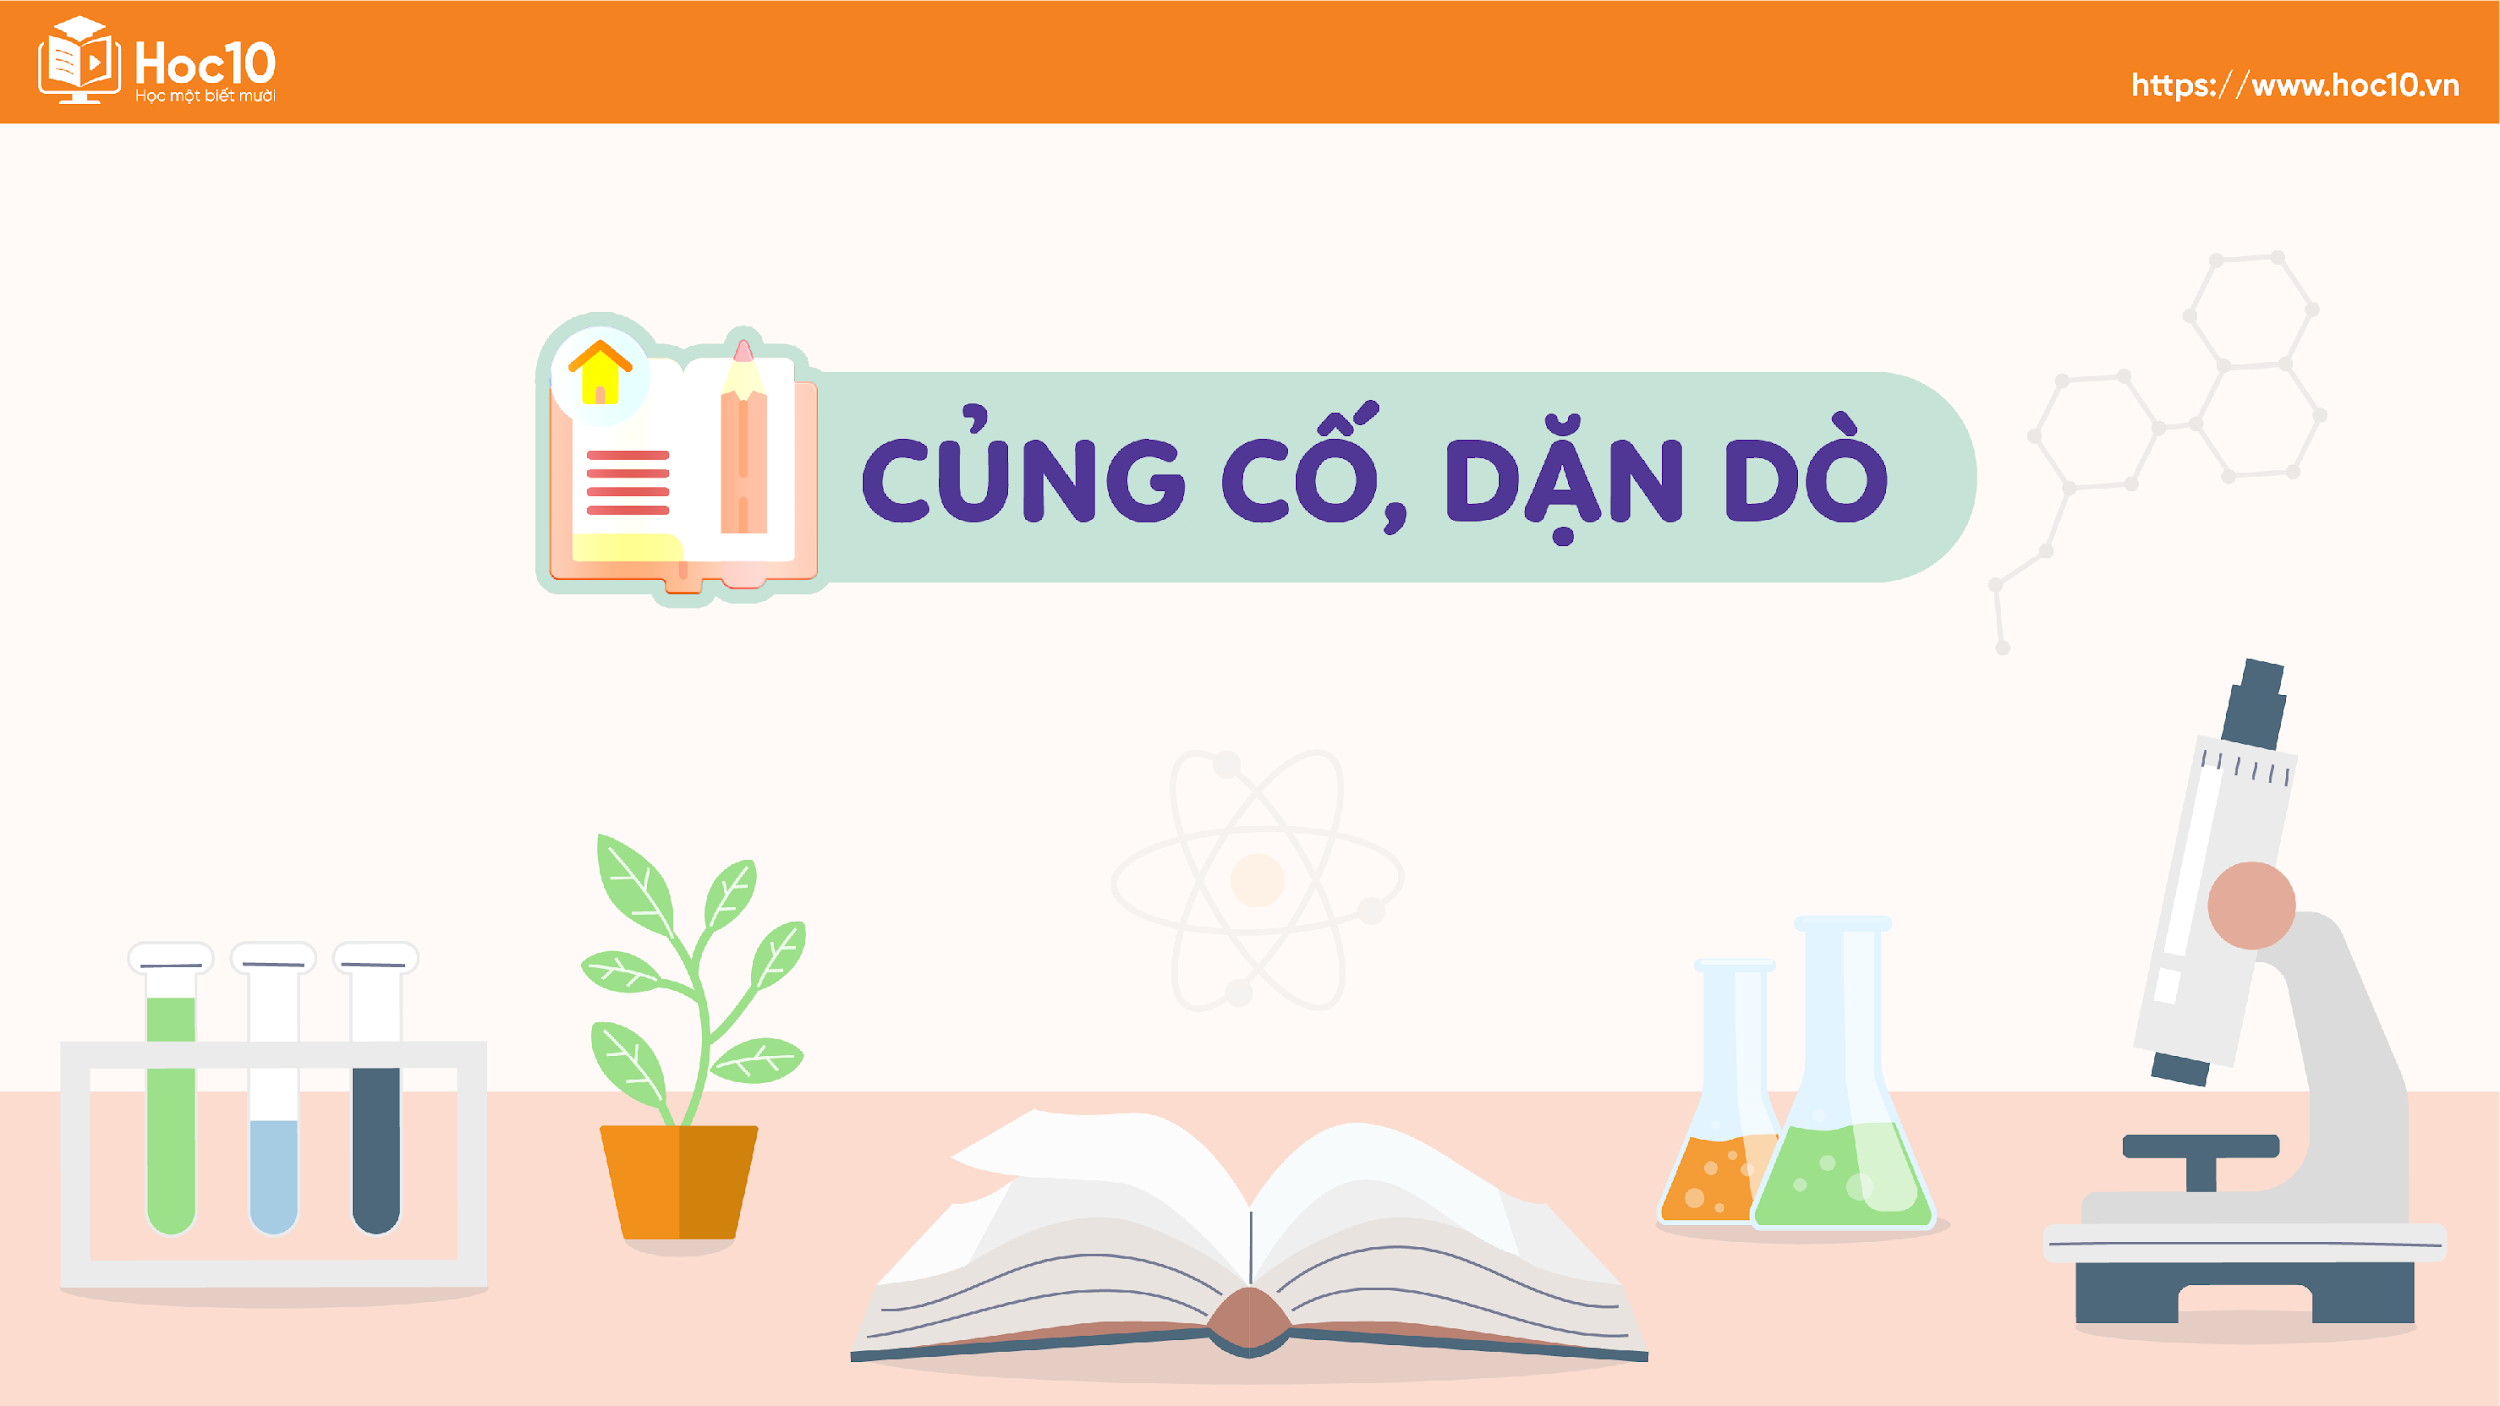 Hoc10
Học một biết mười
https://www.hoc10.vn
CỦNG CỐ, DẶN DÒ